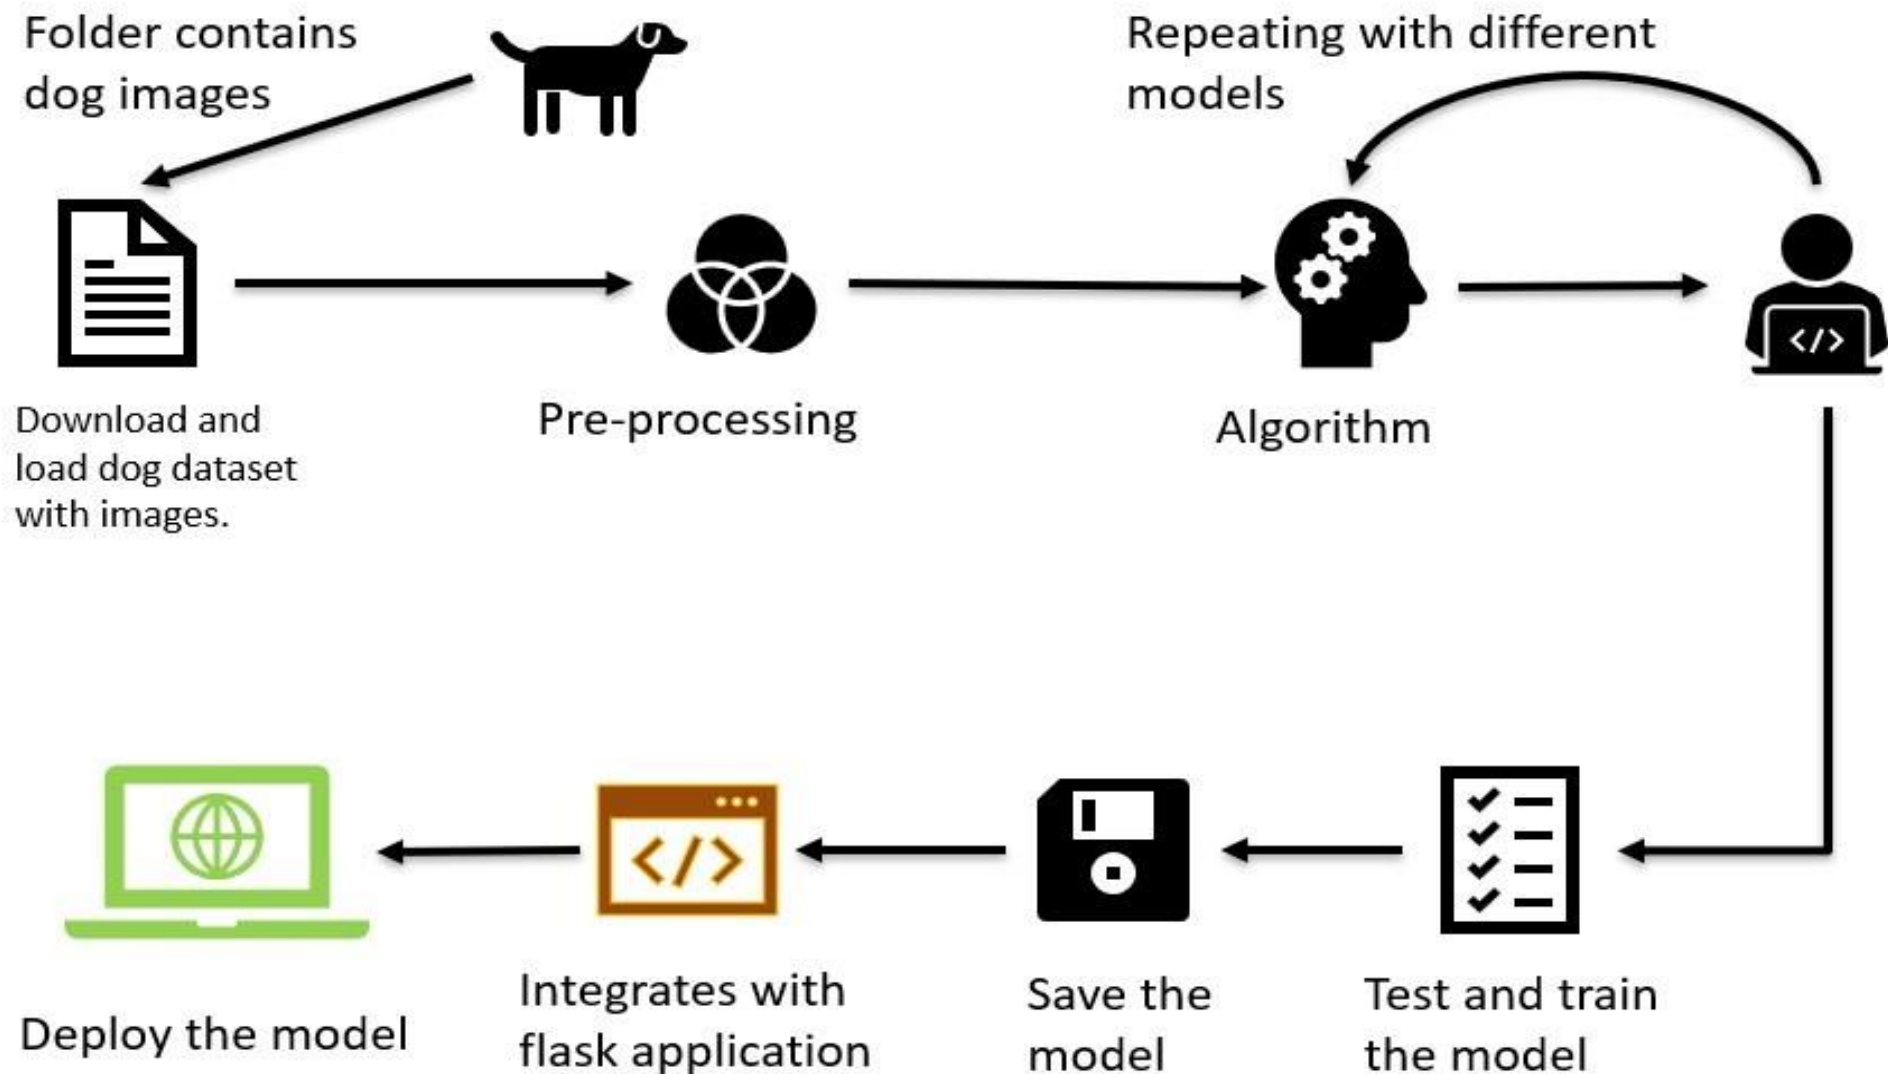 Folder contains
dog images
Repeating with different
models
</>
Download and
load dog dataset
with images.
Pre-processing
Algorithm
</>
Deploy the model
Integrates with
flask application
Save the
model
Test and train
the model